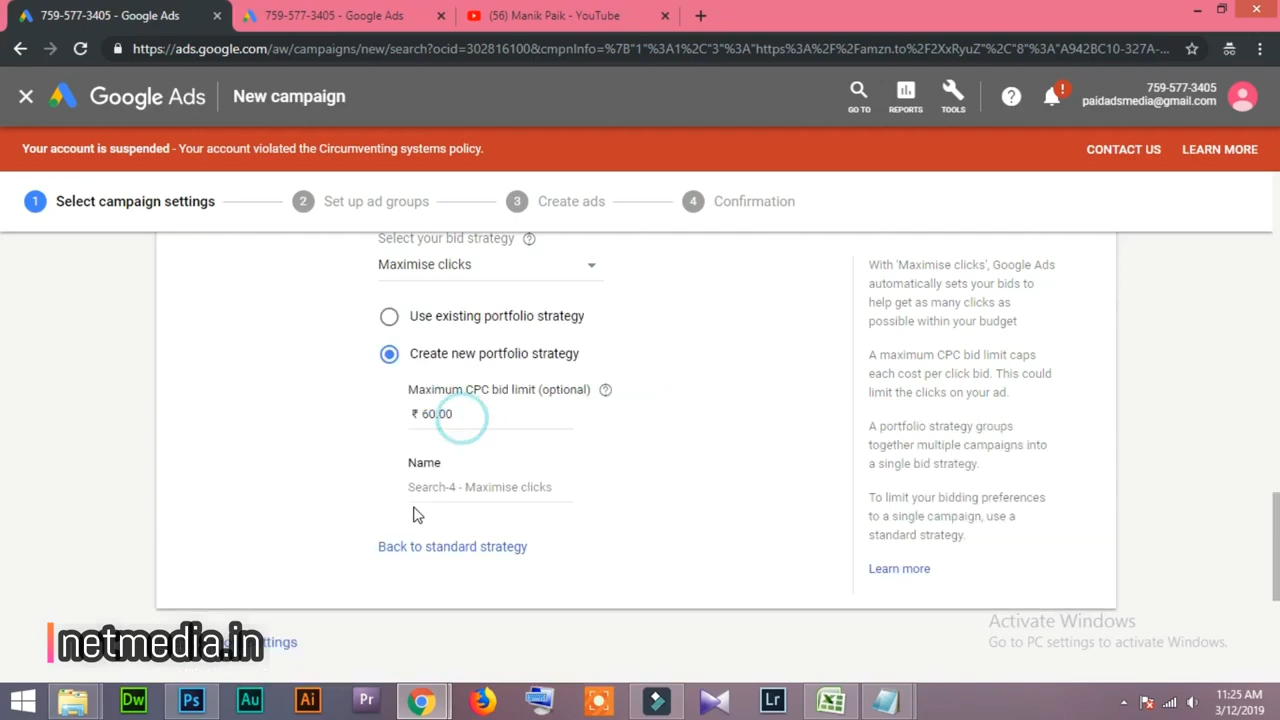 759-577-3405 - Google Ads
759-577-3405 - Google Ads
(56) Manik Paik - YouTube
https://ads.google.com/aw/campaigns/new/search?ocid=302816100&cmpnInfo=%7B"1"%3A1%2C"3"%3A"https%3A%2F%2Famzn.to%2F2XxRyuZ"%2C"8"%3A"A942BC10-327A-...
Google Ads
New campaign
GO TO
REPORTS
TOOLS
759-577-3405
paidadsmedia@gmail.com
Your account is suspended - Your account violated the Circumventing systems policy.
CONTACT US
LEARN MORE
1 Select campaign settings
2 Set up ad groups
3 Create ads
4 Confirmation
Select your bid strategy
Maximise clicks
Use existing portfolio strategy
Create new portfolio strategy
Maximum CPC bid limit (optional)
₹ 60.00
Name
Search-4 - Maximise clicks
Back to standard strategy
With 'Maximise clicks', Google Ads
automatically sets your bids to
help get as many clicks as
possible within your budget
A maximum CPC bid limit caps
each cost per click bid. This could
limit the clicks on your ad.
A portfolio strategy groups
together multiple campaigns into
a single bid strategy.
To limit your bidding preferences
to a single campaign, use a
standard strategy.
Learn more
Activate Windows
Go to PC settings to activate Windows.
netmedia.in
ttings
Dw
Ps
Au
Ai
Pr
Lr
11:25 AM
3/12/2019